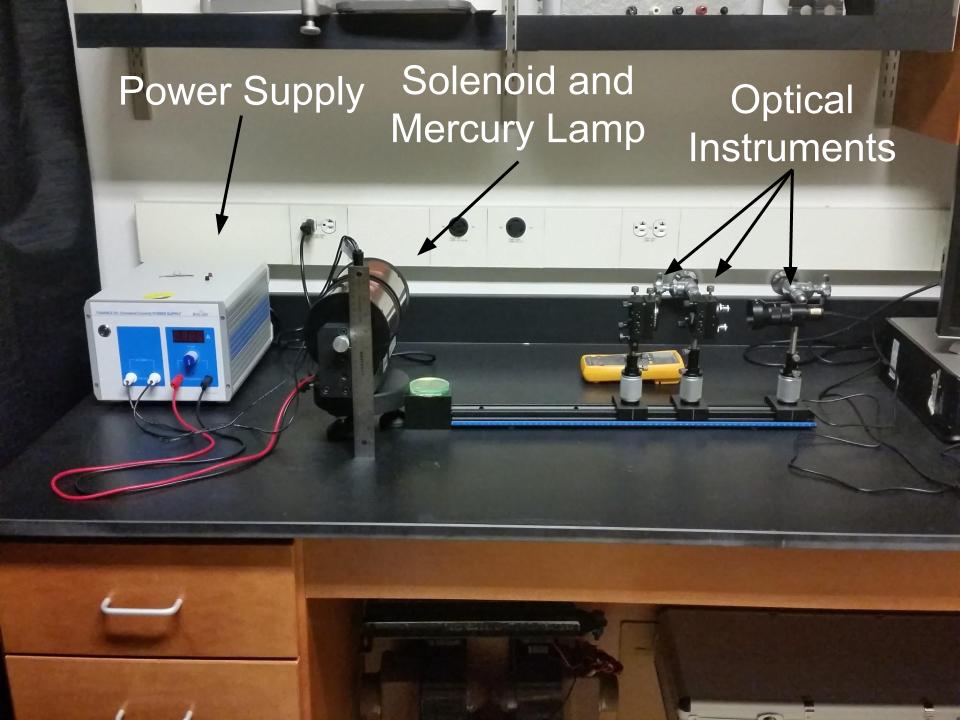 Power Supply
Solenoid and
Mercury Lamp
Optical
Instruments